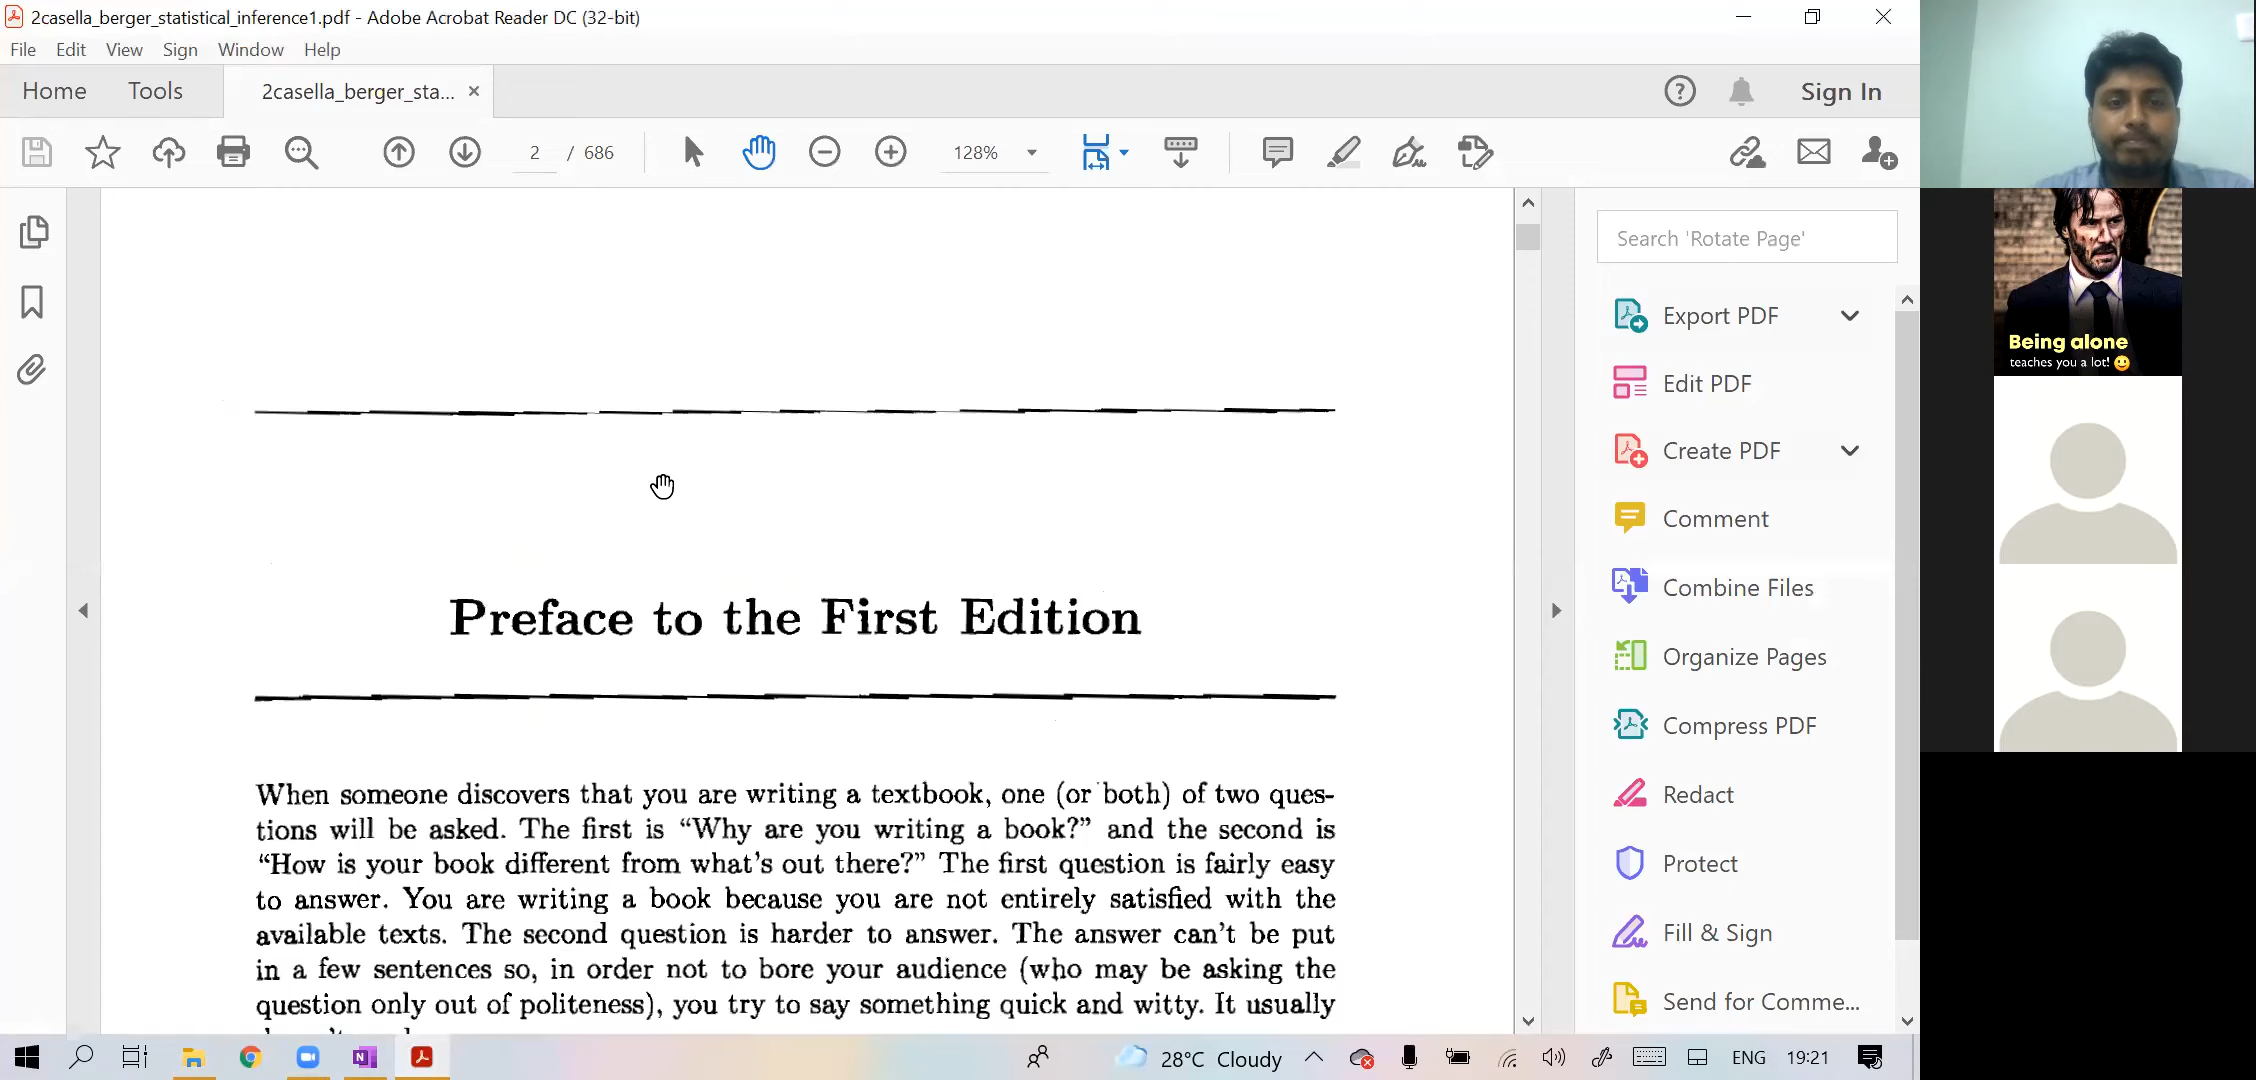 2casella_berger_statistical_inference1.pdf - Adobe Acrobat Reader DC (32-bit)
File Edit View Sign Window Help
Home Tools 2casella_berger_sta... × Sign In
2 / 686 128%
Search 'Rotate Page'
Export PDF
Edit PDF
Create PDF
Comment
Combine Files
Organize Pages
Compress PDF
Redact
Protect
Fill & Sign
Send for Comme...
Preface to the First Edition
When someone discovers that you are writing a textbook, one (or both) of two ques-
tions will be asked. The first is “Why are you writing a book?” and the second is
“How is your book different from what’s out there?” The first question is fairly easy
to answer. You are writing a book because you are not entirely satisfied with the
available texts. The second question is harder to answer. The answer can’t be put
in a few sentences so, in order not to bore your audience (who may be asking the
question only out of politeness), you try to say something quick and witty. It usually
Being alone
teaches you a lot!
28°C Cloudy ENG 19:21